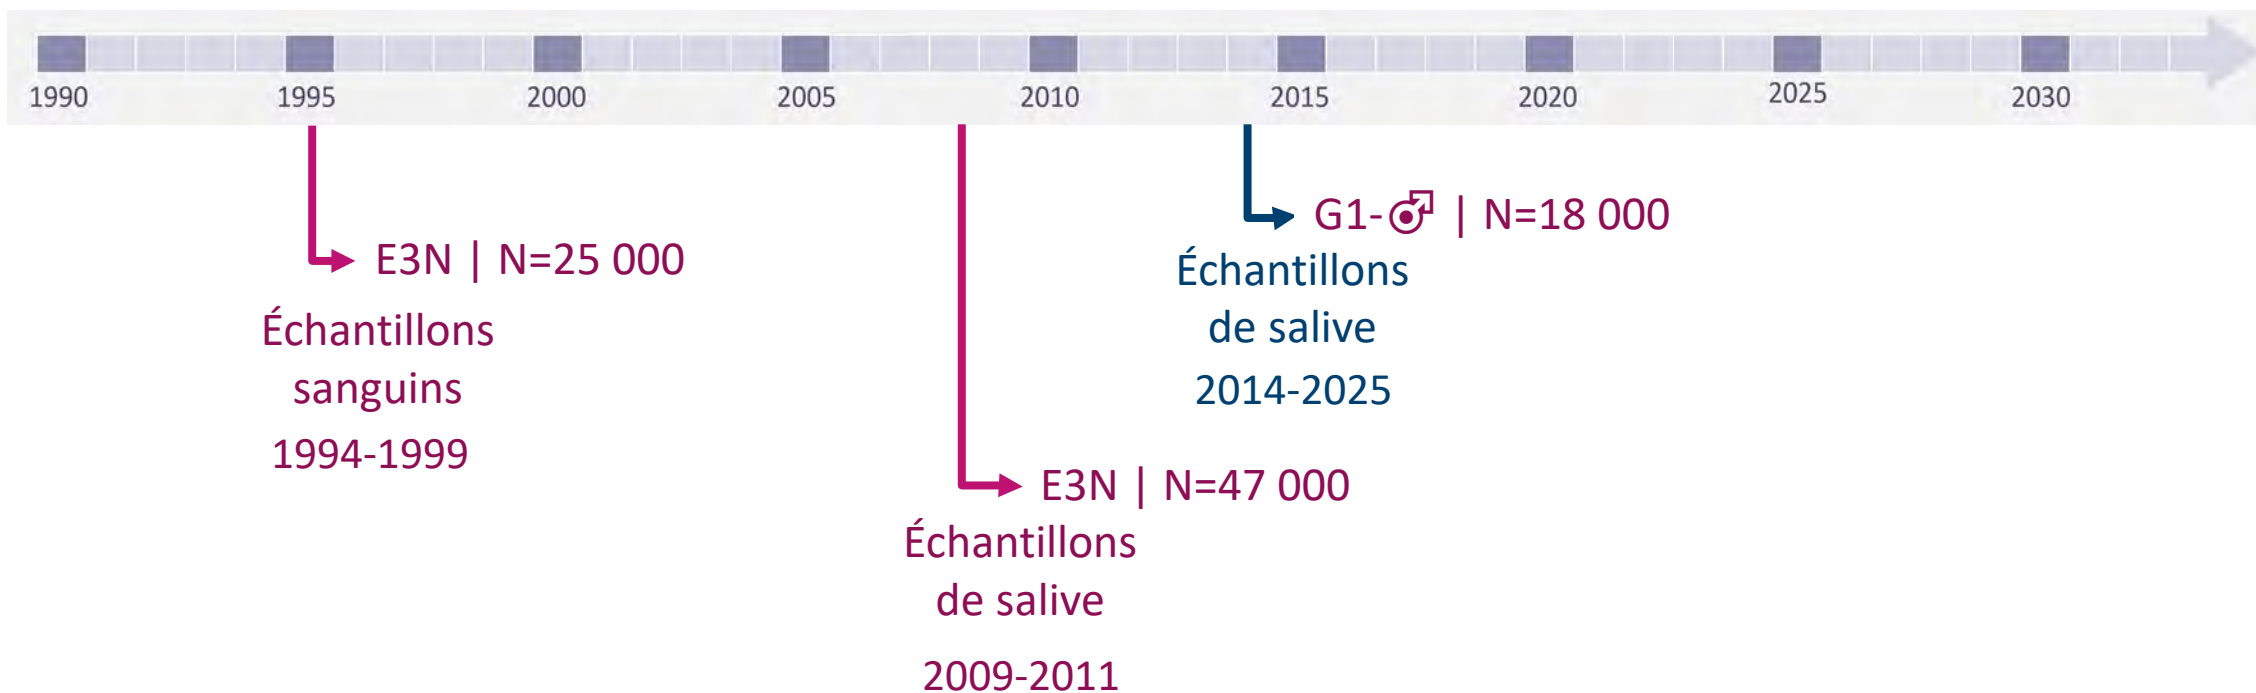 1990 1995 2000 2005 2010 2015 2020 2025 2030
E3N | N=25 000
Échantillons
sanguins
1994-1999
E3N | N=47 000
Échantillons
de salive
2009-2011
G1-♂ | N=18 000
Échantillons
de salive
2014-2025